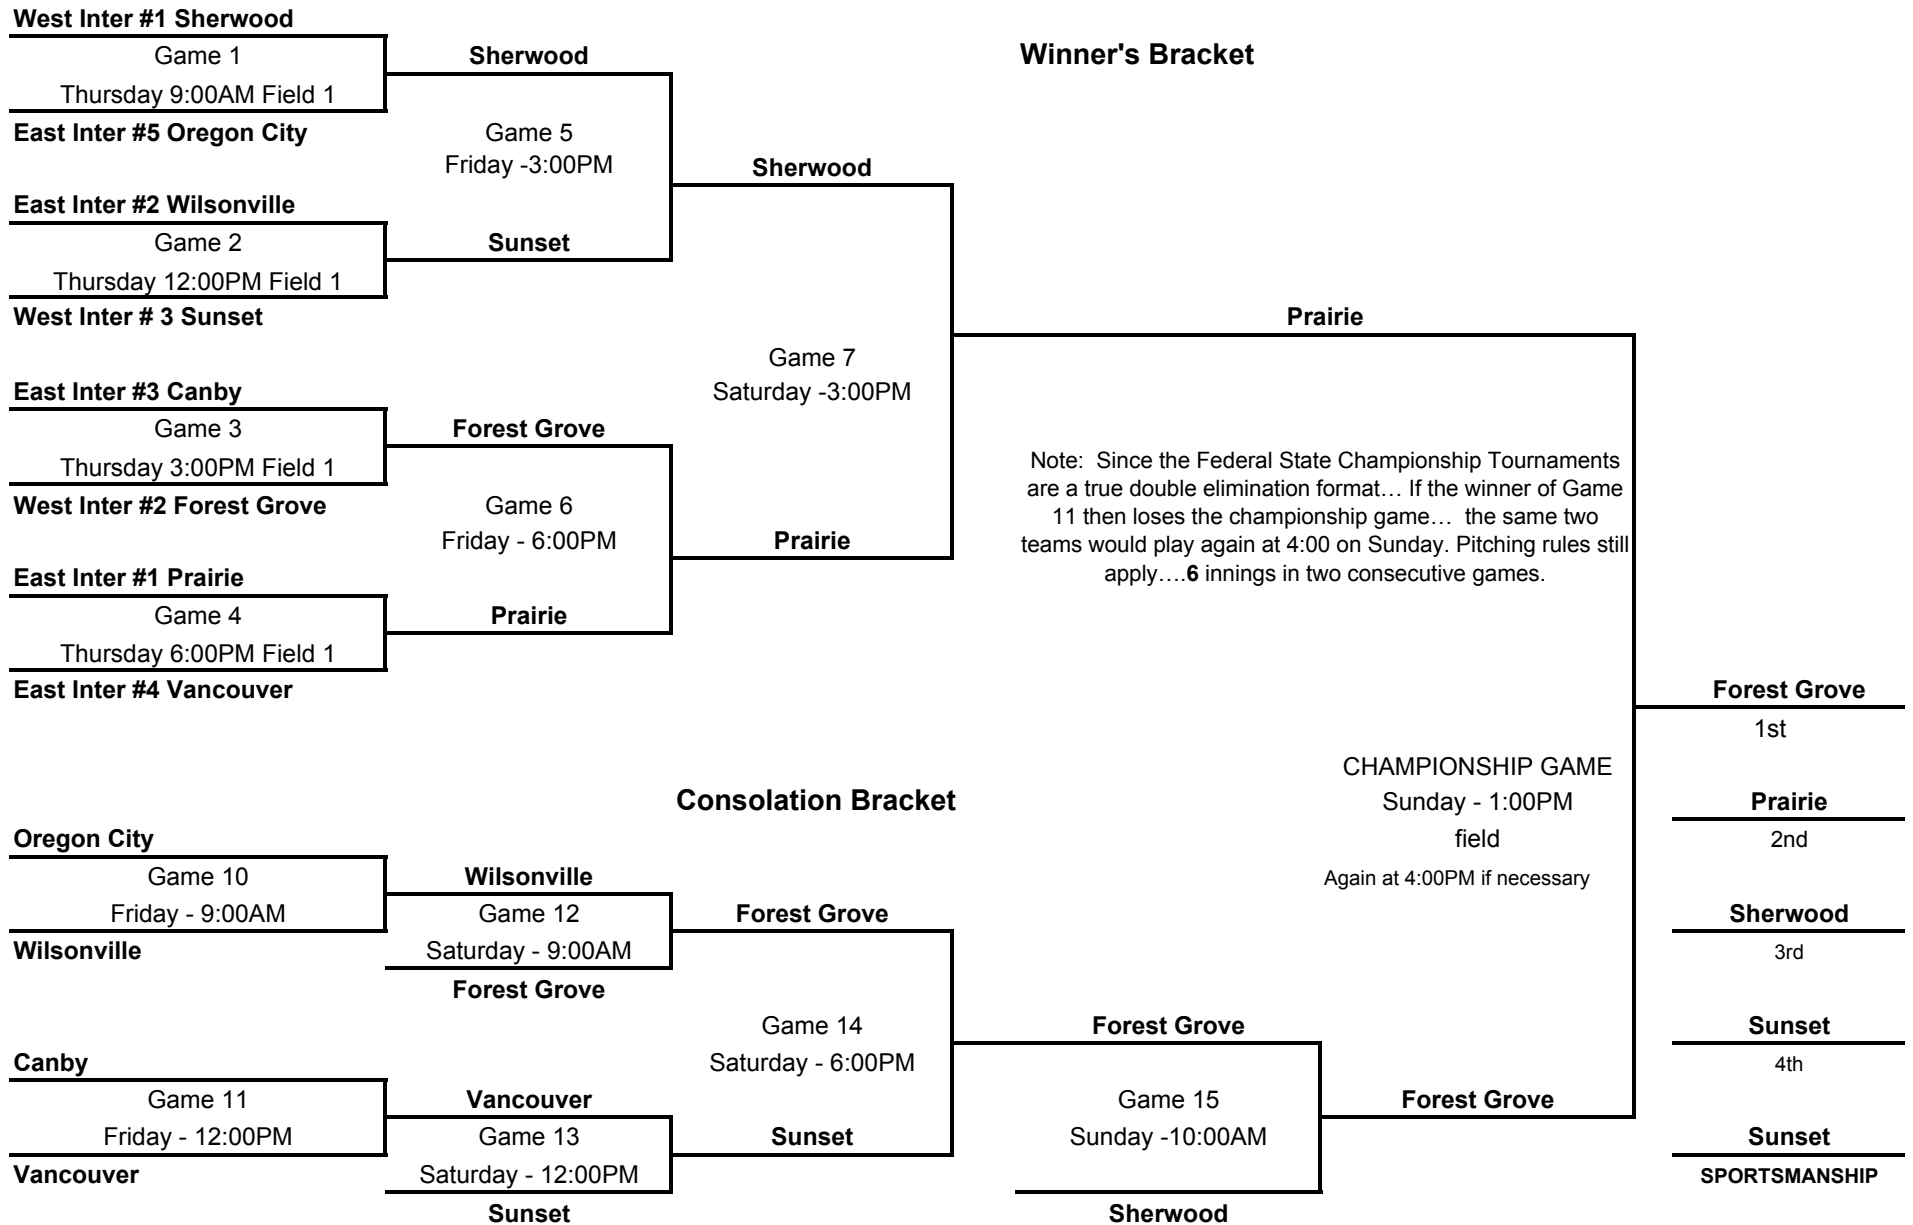 West Inter #1 Sherwood
Game 1
Thursday 9:00AM Field 1
East Inter #5 Oregon City
Sherwood
Winner's Bracket
Game 5
Friday -3:00PM
Sherwood
East Inter #2 Wilsonville
Game 2
Thursday 12:00PM Field 1
West Inter # 3 Sunset
Sunset
Prairie
Game 7
Saturday -3:00PM
East Inter #3 Canby
Game 3
Thursday 3:00PM Field 1
West Inter #2 Forest Grove
Forest Grove
Game 6
Friday - 6:00PM
Prairie
East Inter #1 Prairie
Game 4
Thursday 6:00PM Field 1
East Inter #4 Vancouver
Prairie
Note: Since the Federal State Championship Tournaments
are a true double elimination format… If the winner of Game
11 then loses the championship game… the same two
teams would play again at 4:00 on Sunday. Pitching rules still
apply….6 innings in two consecutive games.
Forest Grove
1st
CHAMPIONSHIP GAME
Sunday - 1:00PM
field
Again at 4:00PM if necessary
Prairie
2nd
Sherwood
3rd
Sunset
4th
Sunset
SPORTSMANSHIP
Consolation Bracket
Oregon City
Game 10
Friday - 9:00AM
Wilsonville
Wilsonville
Game 12
Saturday - 9:00AM
Forest Grove
Forest Grove
Game 14
Saturday - 6:00PM
Canby
Game 11
Friday - 12:00PM
Vancouver
Vancouver
Game 13
Saturday - 12:00PM
Sunset
Sunset
Forest Grove
Game 15
Sunday -10:00AM
Sherwood
Forest Grove